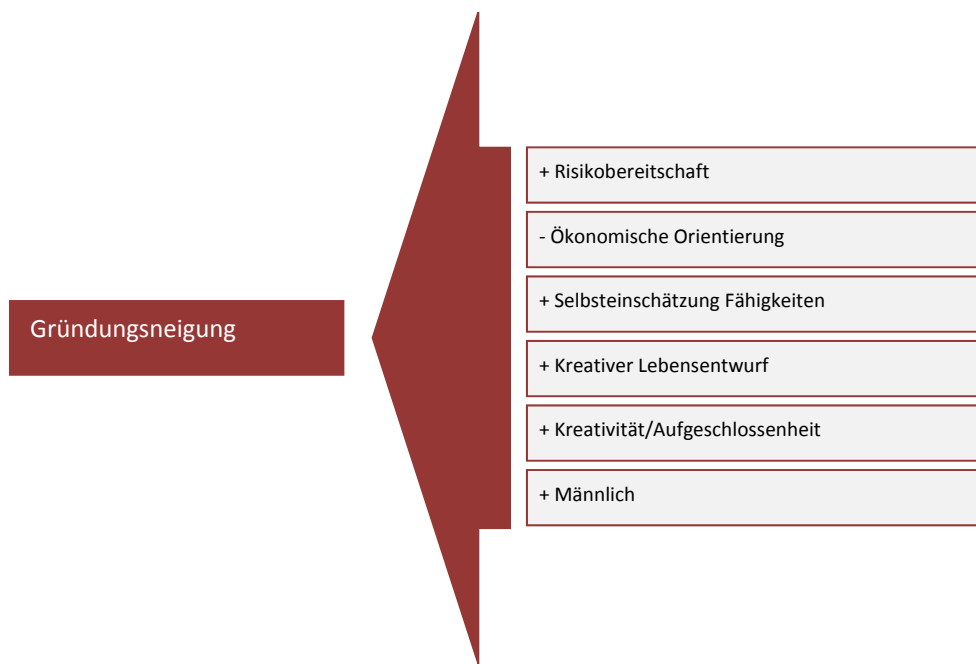 + Risikobereitschaft
- Ökonomische Orientierung
Gründungsneigung
+ Selbsteinschätzung Fähigkeiten
+ Kreativer Lebensentwurf
+ Kreativität/Aufgeschlossenheit
+ Männlich